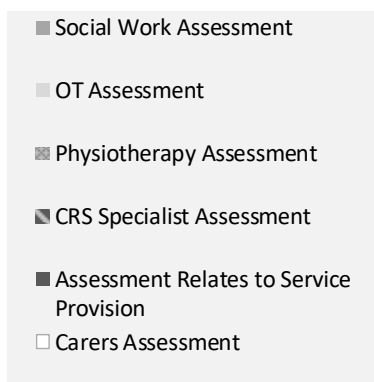 Social Work Assessment
OT Assessment
Physiotherapy Assessment
CRS Specialist Assessment
Assessment Relates to Service
Provision
Carers Assessment